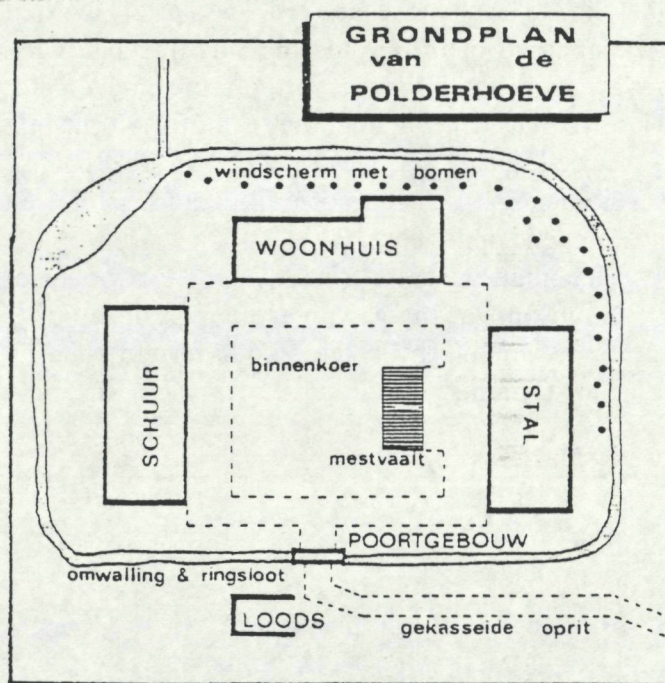 GRONDPLAN
van de
POLDERHOEVE
windscherm met bomen
WOONHUIS
binnenkoer
SCHUUR
STAL
mestvaalt
POORTGEBOUW
omwalling & ringsloot
LOODS
gekasseide oprit